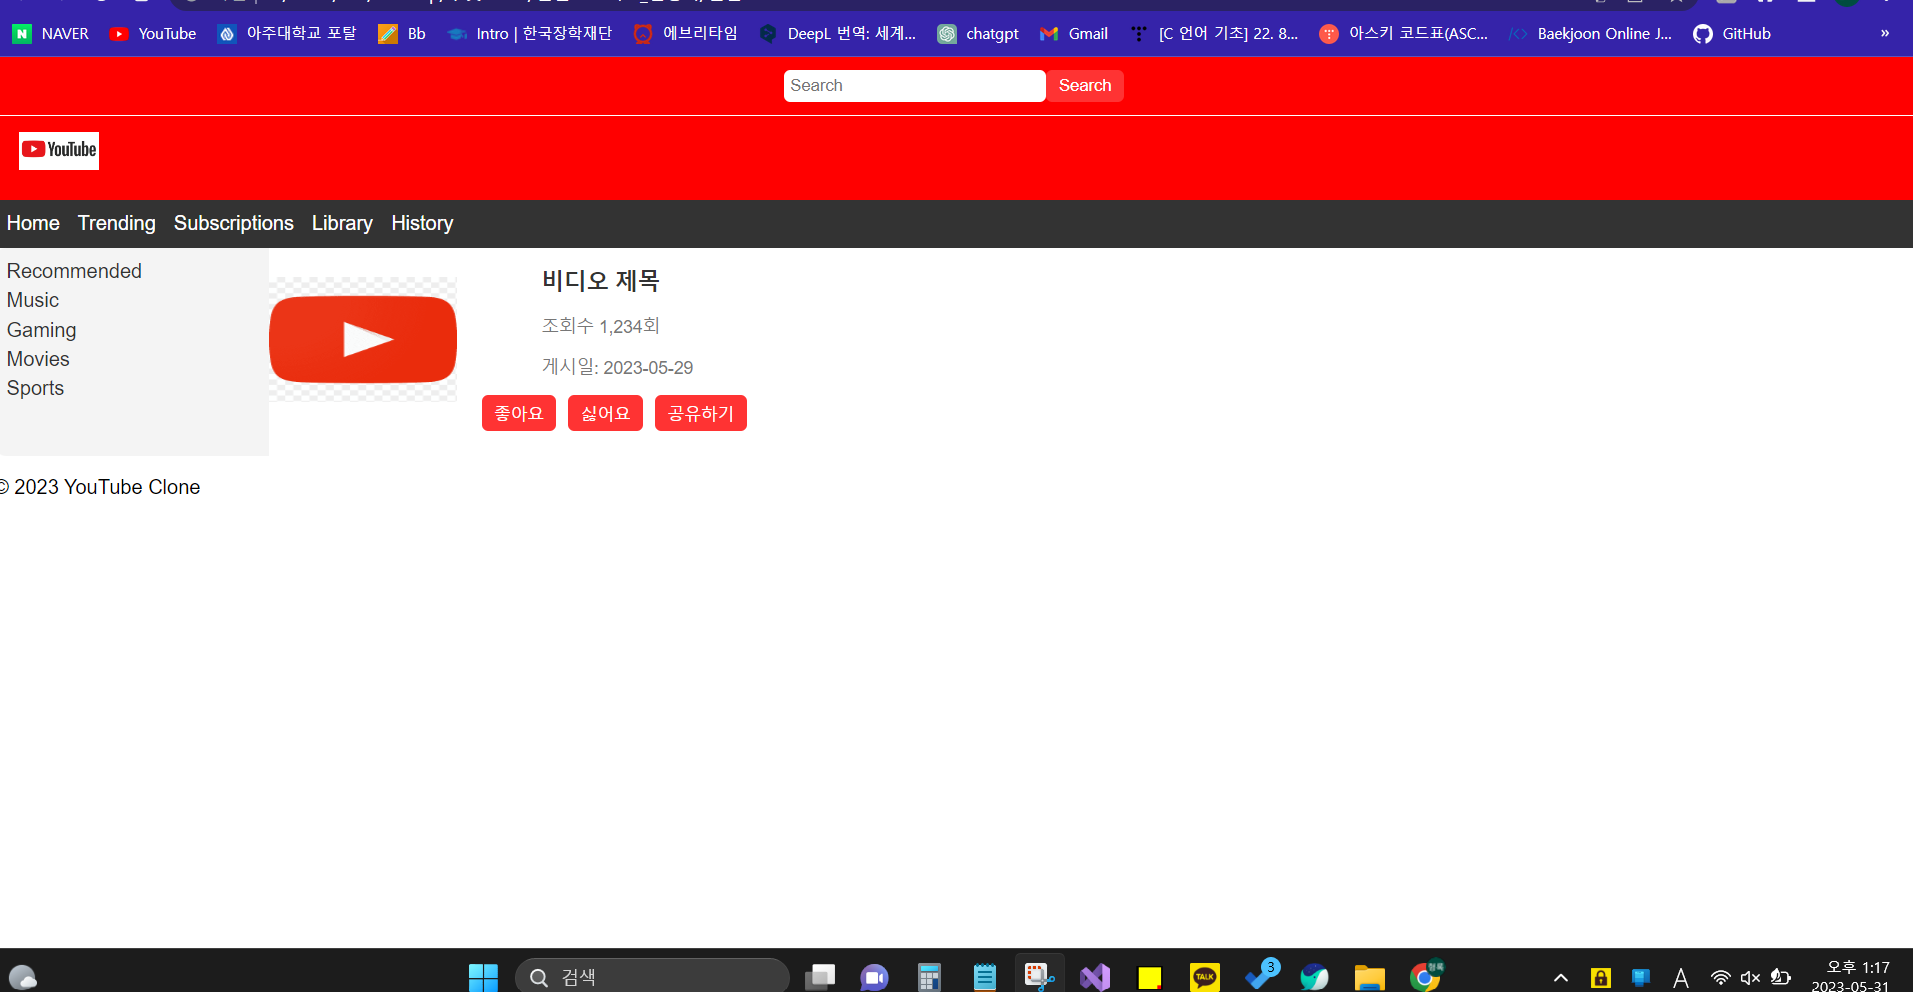 NAVER YouTube 아주대학교 포탈 Bb Intro | 한국장학재단 에브리타임 DeepL 번역: 세계... chatgpt Gmail [C 언어 기초] 22. 8... 아스키 코드표(ASC... Baekjoon Online J... GitHub »
Search Search
YouTube
Home Trending Subscriptions Library History
Recommended
Music
Gaming
Movies
Sports
비디오 제목
조회수 1,234회
게시일: 2023-05-29
좋아요 싫어요 공유하기
© 2023 YouTube Clone
검색 TALK 3 A 오후 1:17
2023-05-31